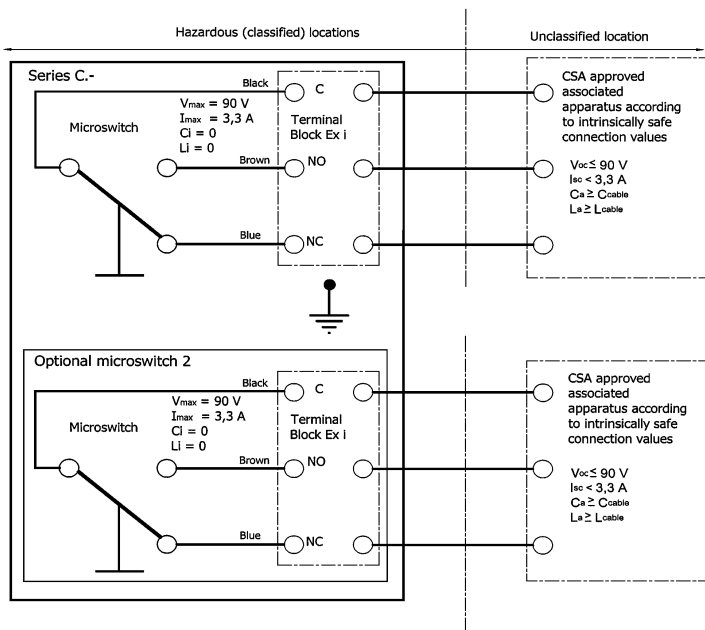 Hazardous (classified) locations
Unclassified location
Series C.-
Black
C
Vmax = 90 V
Imax = 3,3 A
Ci = 0
Li = 0
Microswitch
Terminal
Block Ex i
Brown
NO
Blue
NC
CSA approved
associated
apparatus according
to intrinsically safe
connection values
Voc ≤ 90 V
Isc < 3,3 A
Ca ≥ Ccable
La ≥ Lcable
Optional microswitch 2
Black
C
Vmax = 90 V
Imax = 3,3 A
Ci = 0
Li = 0
Microswitch
Terminal
Block Ex i
Brown
NO
Blue
NC
CSA approved
associated
apparatus according
to intrinsically safe
connection values
Voc ≤ 90 V
Isc < 3,3 A
Ca ≥ Ccable
La ≥ Lcable